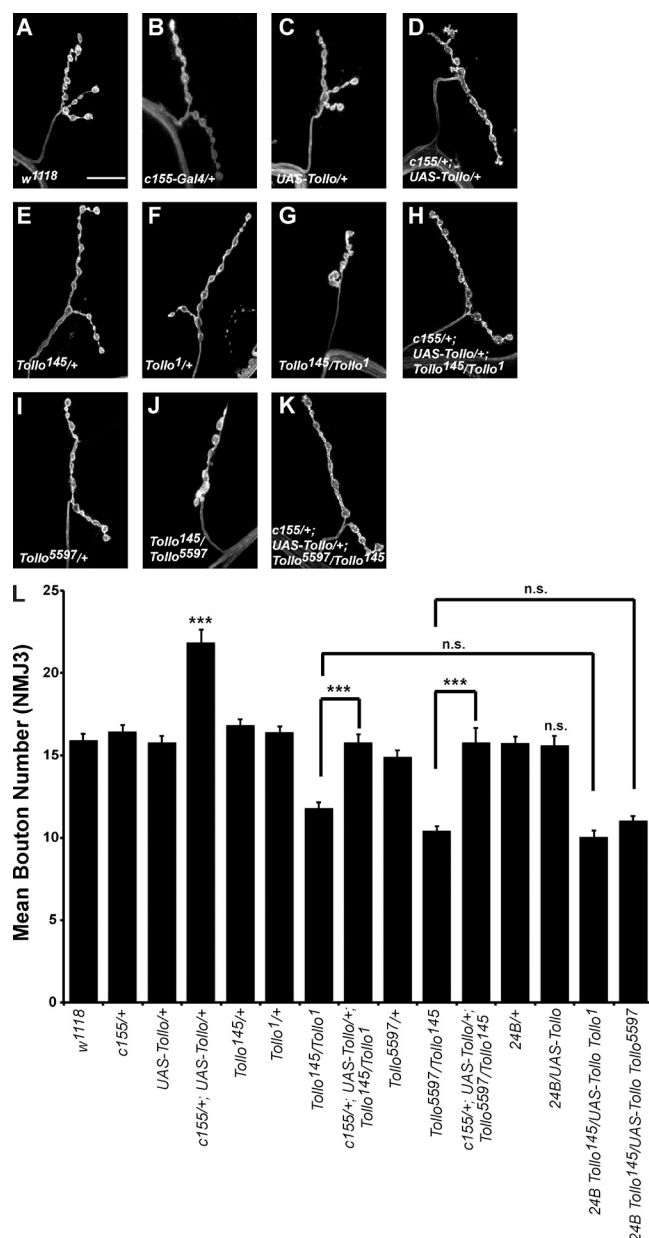 A
w1118
B
c155-Gal4/+
C
UAS-Tollo/+
D
c155/+;
UAS-Tollo/+
E
Tollo145/+
F
Tollo1/+
G
Tollo145/Tollo1
H
c155/+;
UAS-Tollo/+;
Tollo145/Tollo1
I
Tollo5597/+
J
Tollo145/
Tollo5597
K
c155/+;
UAS-Tollo/+;
Tollo5597/Tollo145
L
Mean Bouton Number (NMJ3)
25
20
15
10
5
0
***
***
n.s.
***
n.s.
n.s.
w1118
c155/+
UAS-Tollo/+
c155/+; UAS-Tollo/+
Tollo145/+
Tollo1/+
Tollo145/Tollo1
c155/+; UAS-Tollo/+;
Tollo145/Tollo1
Tollo5597/+
Tollo5597/Tollo145
c155/+; UAS-Tollo/+;
Tollo5597/Tollo145
24B/+
24B/UAS-Tollo
24B Tollo145/UAS-Tollo Tollo1
24B Tollo145/UAS-Tollo Tollo5597